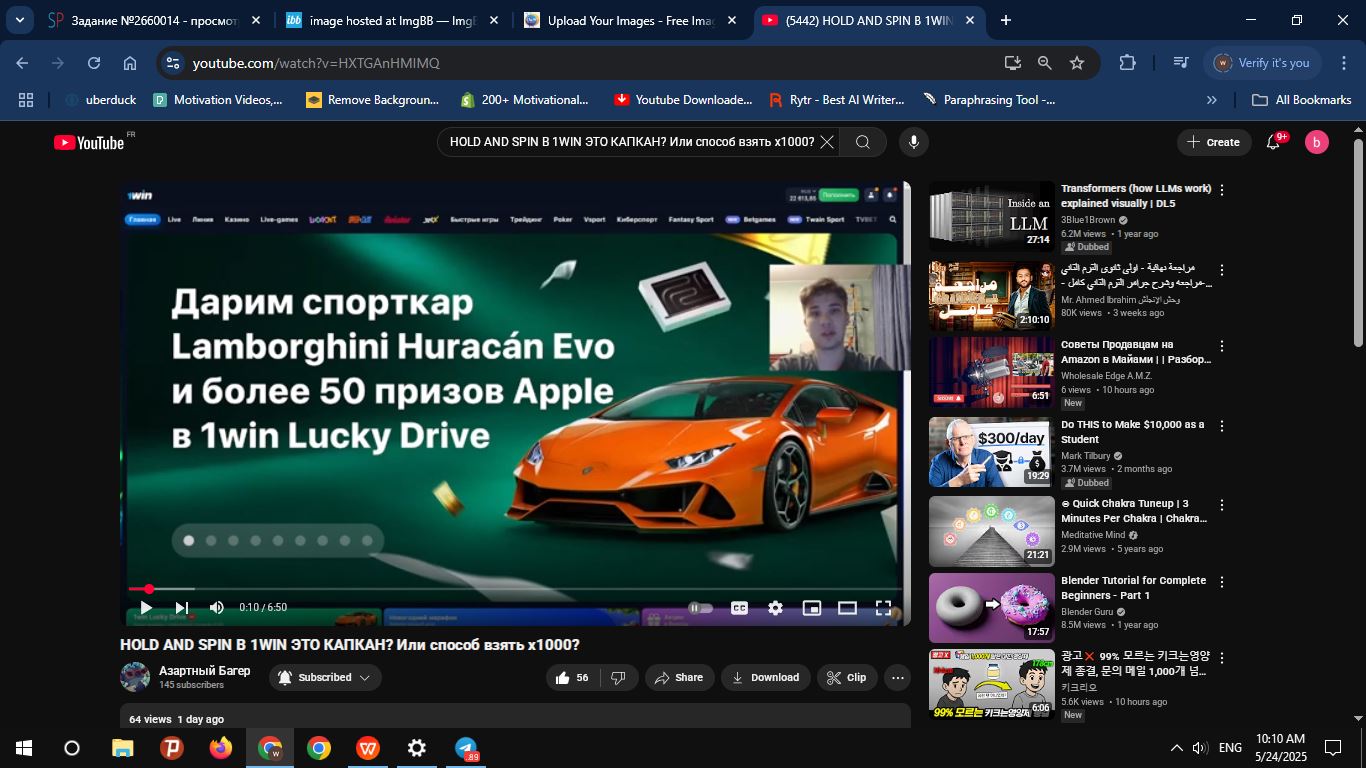 Задание №2660014 - просмот
image hosted at ImgBB — ImgB
Upload Your Images - Free Imag
(5442) HOLD AND SPIN В 1WIN
youtube.com/watch?v=HXTGAnHMlMQ
Verify it's you
uberduck
Motivation Videos,...
Remove Backgroun...
200+ Motivational...
Youtube Downloade...
Rytr - Best AI Writer...
Paraphrasing Tool -...
All Bookmarks
YouTube FR
HOLD AND SPIN В 1WIN ЭТО КАПКАН? Или способ взять x1000?
Create
9+
b
1win
Пополнить
Главная
Live
Линия
Казино
Live-games
Быстрые игры
Трейдинг
Poker
Vsport
Киберспорт
Fantasy Sport
Betgames
Twain Sport
TVBET
Дарим спорткар
Lamborghini Huracán Evo
и более 50 призов Apple
в 1win Lucky Drive
0:10 / 6:50
HOLD AND SPIN В 1WIN ЭТО КАПКАН? Или способ взять x1000?
Азартный Багер
145 subscribers
Subscribed
56
Share
Download
Clip
64 views 1 day ago
Inside an
LLM
27:14
Transformers (how LLMs work)
explained visually | DL5
3Blue1Brown
6.2M views • 1 year ago
Dubbed
2:10:10
مراجعة نهائية - اولى ثانوى الترم الثاني
- مراجعه وشرح جرامر الترم الثاني كامل...
Mr. Ahmed Ibrahim وحش الإنجلش
80K views • 3 weeks ago
6:51
Советы Продавцам на
Amazon в Майами | | Разбор...
Wholesale Edge A.M.Z.
6 views • 10 hours ago
New
$300/day
19:29
Do THIS to Make $10,000 as a
Student
Mark Tilbury
3.7M views • 2 months ago
Dubbed
21:21
Quick Chakra Tuneup | 3
Minutes Per Chakra | Chakra...
Meditative Mind
2.9M views • 5 years ago
17:57
Blender Tutorial for Complete
Beginners - Part 1
Blender Guru
8.5M views • 1 year ago
광고X
178cm
99% 모르는 키크는영양제
6:06
광고❌ 99% 모르는 키크는영양
제 종결, 문의 메일 1,000개 넘...
키크리오
5.6K views • 10 hours ago
New
89
ENG
10:10 AM
5/24/2025